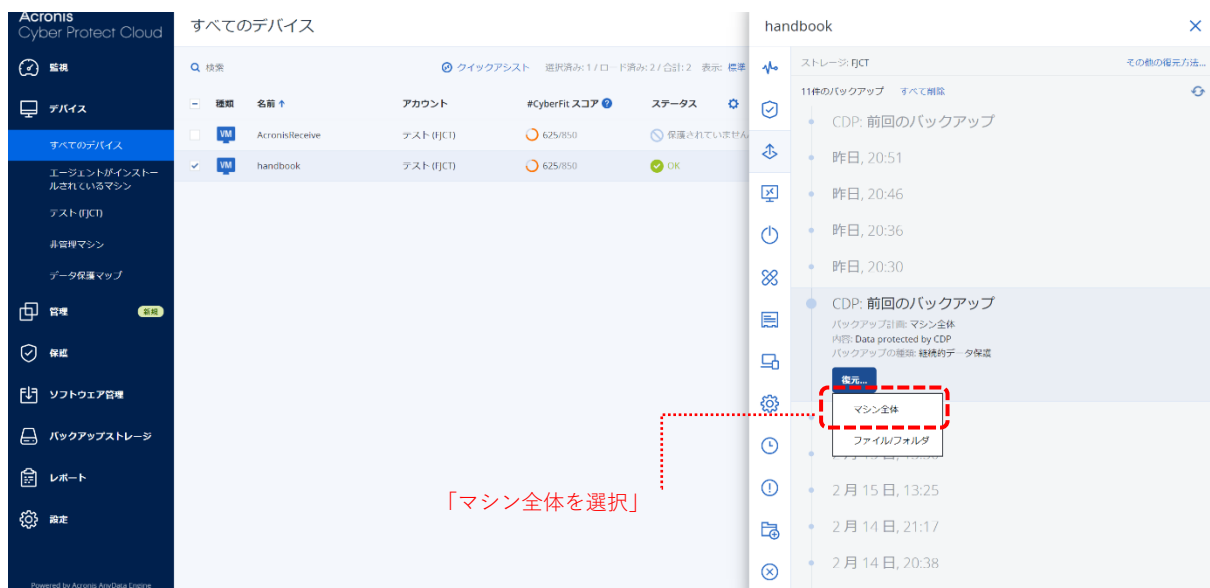 Acronis
Cyber Protect Cloud
監視
デバイス
すべてのデバイス
エージェントがインストー
ルされているマシン
テスト (FJCT)
非管理マシン
データ保護マップ
管理
新規
保護
ソフトウェア管理
バックアップストレージ
レポート
設定
Powered by Acronis AnyData Engine
すべてのデバイス
検索
クイックアシスト 選択済み: 1 / ロード済み: 2 / 合計: 2 表示: 標準
種類 名前 ↑ アカウント #CyberFit スコア ? ステータス
VM AcronisReceive テスト (FJCT) 625/850 保護されていません
VM handbook テスト (FJCT) 625/850 OK
「マシン全体を選択」
handbook
ストレージ: FJCT その他の復元方法...
11件のバックアップ すべて削除
CDP: 前回のバックアップ
昨日, 20:51
昨日, 20:46
昨日, 20:36
昨日, 20:30
CDP: 前回のバックアップ
バックアップ計画: マシン全体
内容: Data protected by CDP
バックアップの種類: 継続的データ保護
復元...
マシン全体
ファイル/フォルダ
2 月 15 日, 13:25
2 月 14 日, 21:17
2 月 14 日, 20:38